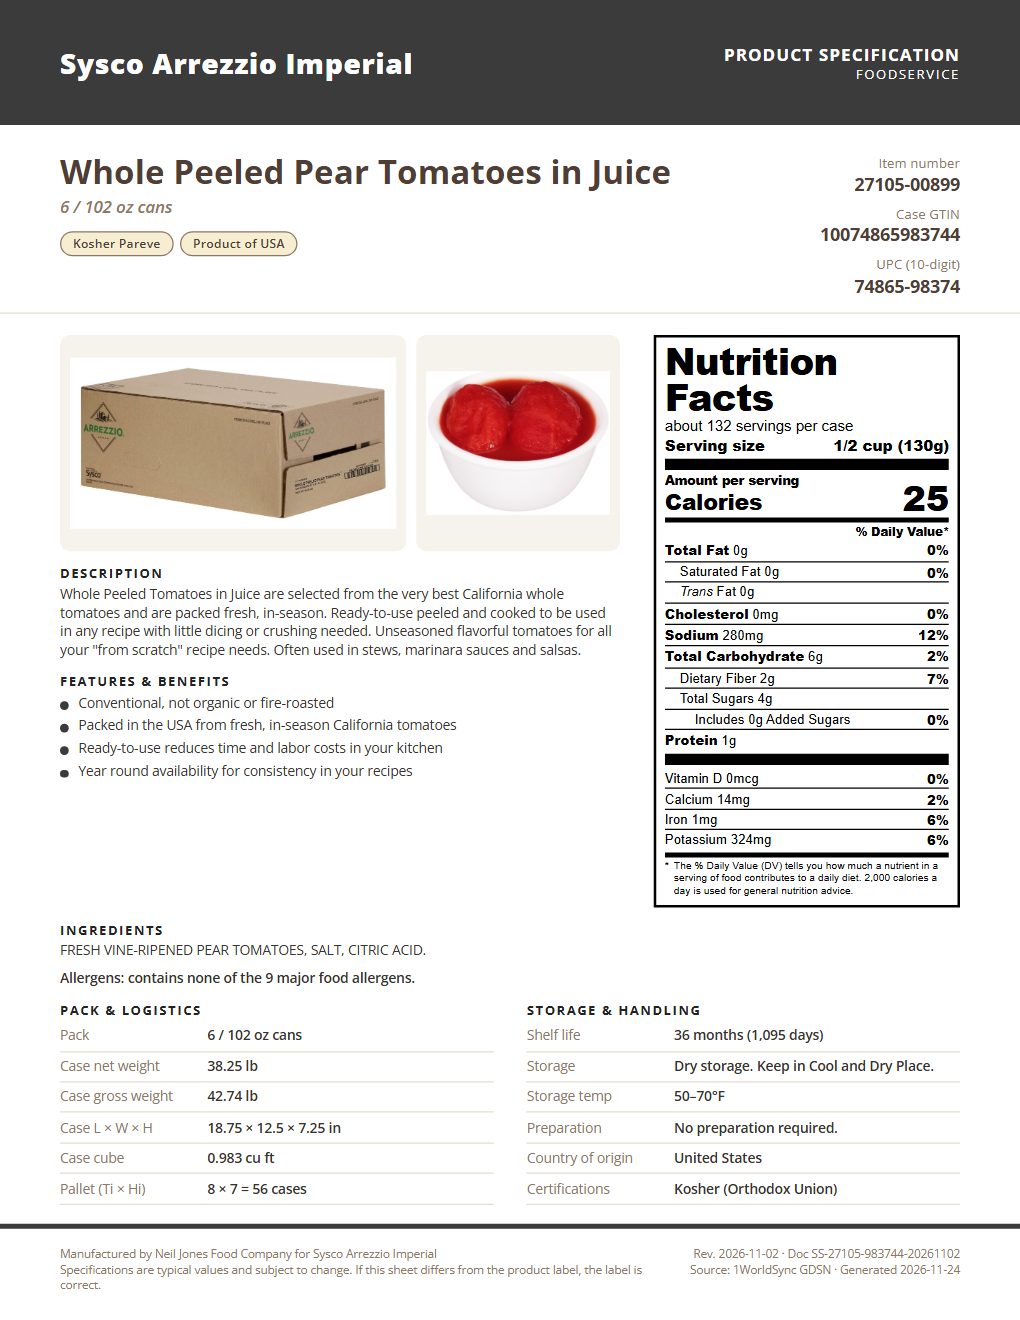 Sysco Arrezzio Imperial
PRODUCT SPECIFICATION
FOODSERVICE
Whole Peeled Pear Tomatoes in Juice
6 / 102 oz cans
Kosher Pareve
Product of USA
Item number
27105-00899
Case GTIN
10074865983744
UPC (10-digit)
74865-98374
ARREZZIO
ARREZZIO
Sysco
DESCRIPTION
Whole Peeled Tomatoes in Juice are selected from the very best California whole
tomatoes and are packed fresh, in-season. Ready-to-use peeled and cooked to be used
in any recipe with little dicing or crushing needed. Unseasoned flavorful tomatoes for all
your "from scratch" recipe needs. Often used in stews, marinara sauces and salsas.
FEATURES & BENEFITS
Conventional, not organic or fire-roasted
Packed in the USA from fresh, in-season California tomatoes
Ready-to-use reduces time and labor costs in your kitchen
Year round availability for consistency in your recipes
Nutrition
Facts
about 132 servings per case
Serving size 1/2 cup (130g)
Amount per serving
Calories 25
% Daily Value*
Total Fat 0g 0%
Saturated Fat 0g 0%
Trans Fat 0g
Cholesterol 0mg 0%
Sodium 280mg 12%
Total Carbohydrate 6g 2%
Dietary Fiber 2g 7%
Total Sugars 4g
Includes 0g Added Sugars 0%
Protein 1g
Vitamin D 0mcg 0%
Calcium 14mg 2%
Iron 1mg 6%
Potassium 324mg 6%
* The % Daily Value (DV) tells you how much a nutrient in a
serving of food contributes to a daily diet. 2,000 calories a
day is used for general nutrition advice.
INGREDIENTS
FRESH VINE-RIPENED PEAR TOMATOES, SALT, CITRIC ACID.
Allergens: contains none of the 9 major food allergens.
PACK & LOGISTICS
Pack 6 / 102 oz cans
Case net weight 38.25 lb
Case gross weight 42.74 lb
Case L × W × H 18.75 × 12.5 × 7.25 in
Case cube 0.983 cu ft
Pallet (Ti × Hi) 8 × 7 = 56 cases
STORAGE & HANDLING
Shelf life 36 months (1,095 days)
Storage Dry storage. Keep in Cool and Dry Place.
Storage temp 50–70°F
Preparation No preparation required.
Country of origin United States
Certifications Kosher (Orthodox Union)
Manufactured by Neil Jones Food Company for Sysco Arrezzio Imperial
Specifications are typical values and subject to change. If this sheet differs from the product label, the label is
correct.
Rev. 2026-11-02 · Doc SS-27105-983744-20261102
Source: 1WorldSync GDSN · Generated 2026-11-24